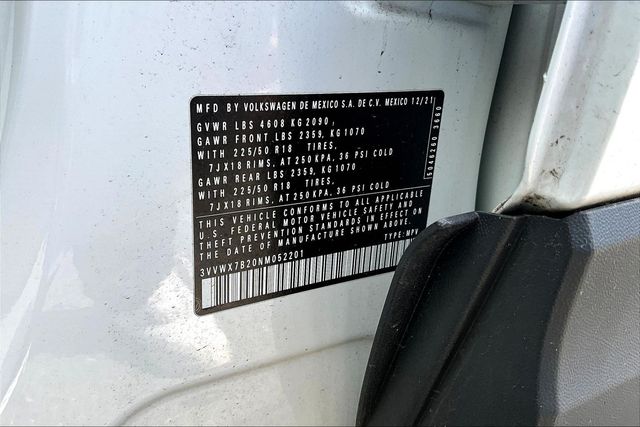 MFD BY VOLKSWAGEN DE MEXICO S.A. DE C.V. MEXICO 12/21
GVWR LBS 4608 KG 2090
GAWR FRONT LBS 2359, KG 1070
WITH 225/50 R18 TIRES,
7JX18 RIMS, AT 250 KPA, 36 PSI COLD
GAWR REAR LBS 2359, KG 1070
WITH 225/50 R18 TIRES,
7JX18 RIMS, AT 250 KPA, 36 PSI COLD
THIS VEHICLE CONFORMS TO ALL APPLICABLE
U.S. FEDERAL MOTOR VEHICLE SAFETY AND
THEFT PREVENTION STANDARDS IN EFFECT ON
THE DATE OF MANUFACTURE SHOWN ABOVE.
TYPE: MPV
3VVWX7B20NM052201
5046260 3660